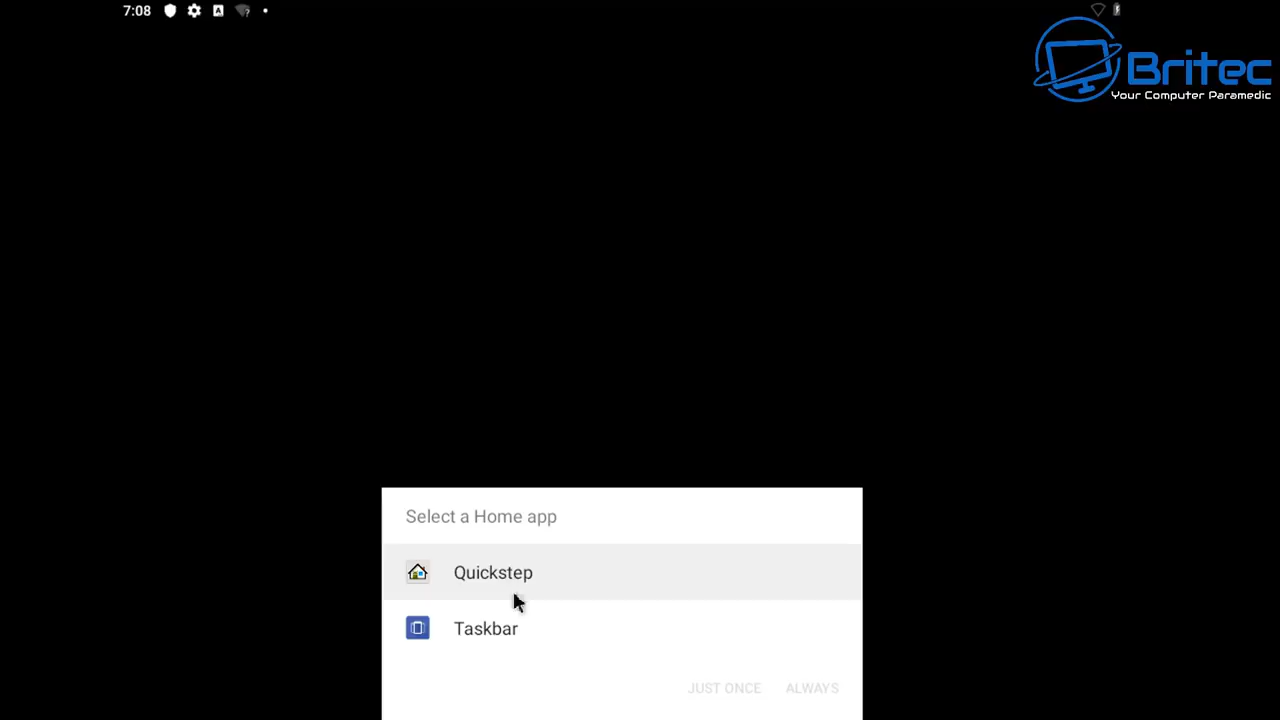 7:08
Britec
Your Computer Paramedic
Select a Home app
Quickstep
Taskbar
JUST ONCE ALWAYS